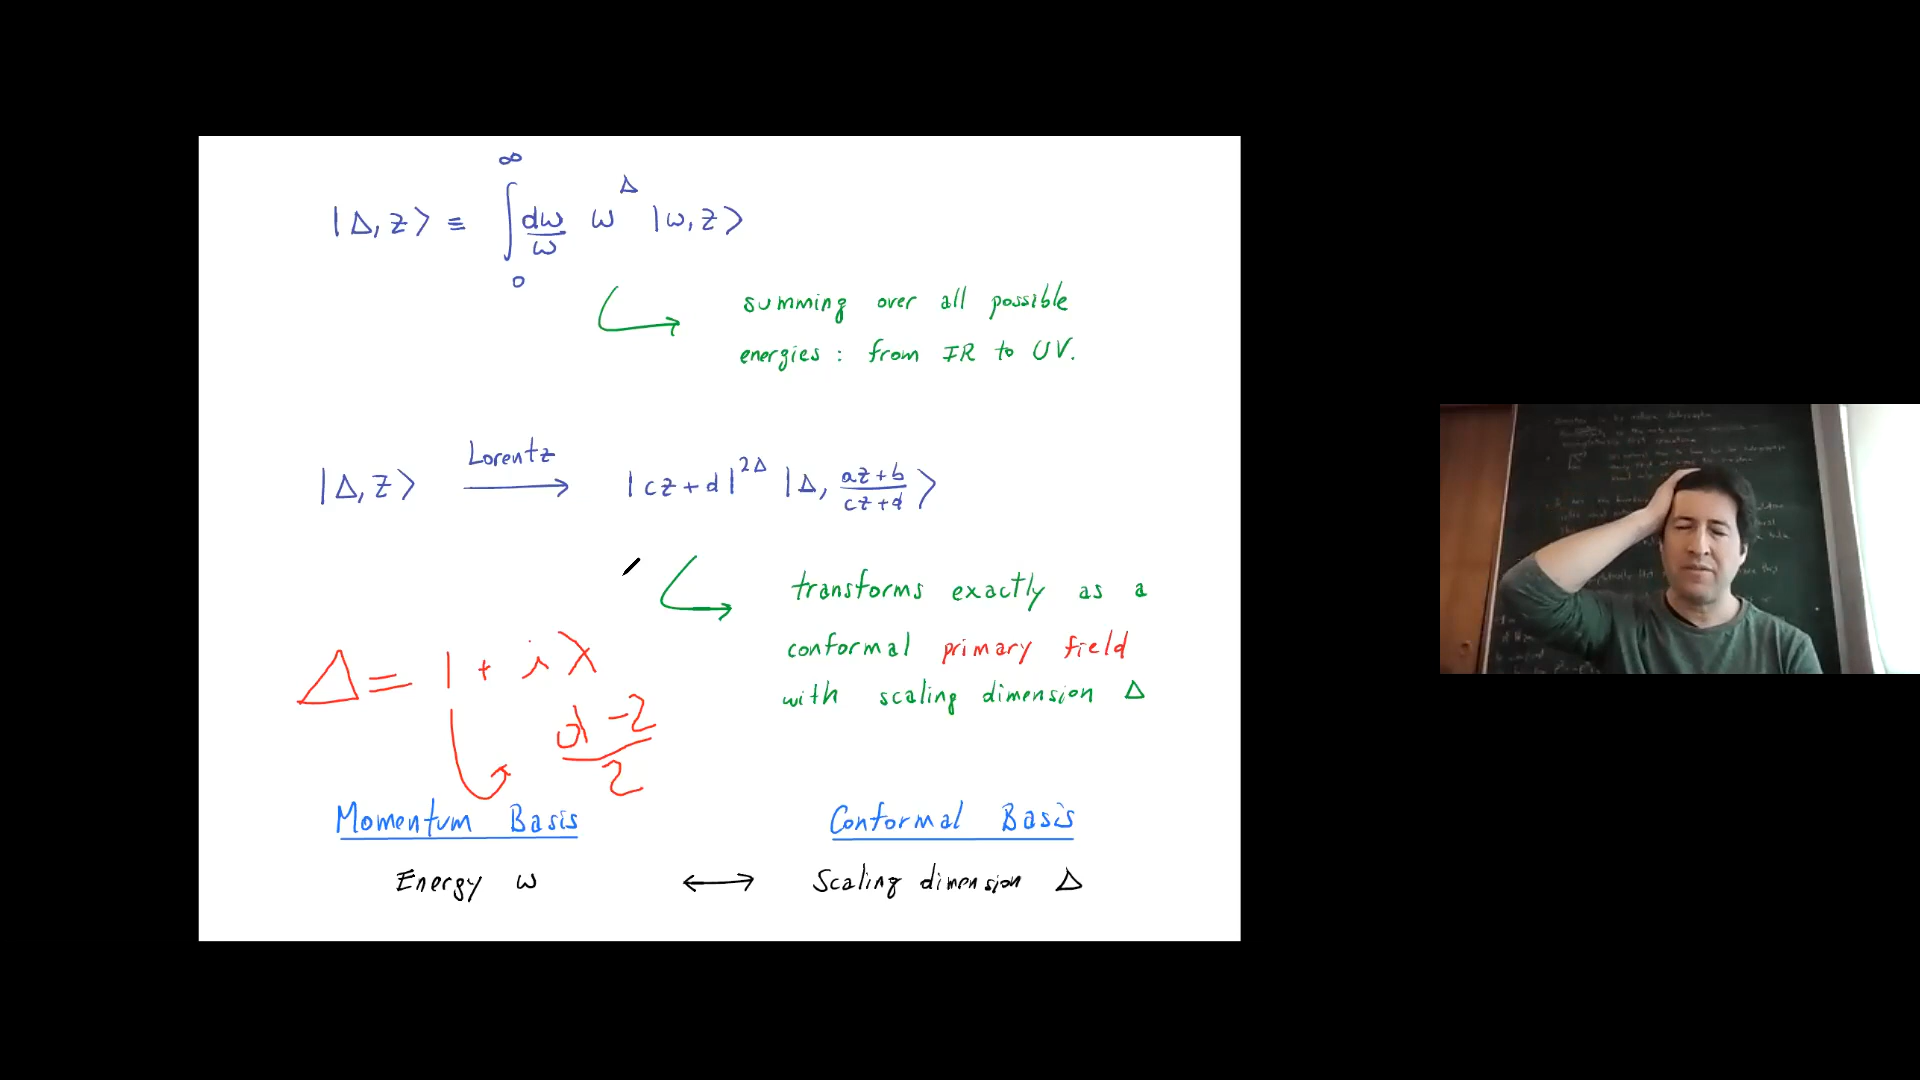 |Δ, z⟩ ≡ ∫₀^∞ dω/ω ω^Δ |ω, z⟩
summing over all possible
energies : from IR to UV.
|Δ, z⟩ Lorentz⟶ |cz+d|^{2Δ} |Δ, (az+b)/(cz+d)⟩
transforms exactly as a
conformal primary field
with scaling dimension Δ
Δ = 1 + iλ
(d-2)/2
Momentum Basis Conformal Basis
Energy ω ⟷ Scaling dimension Δ